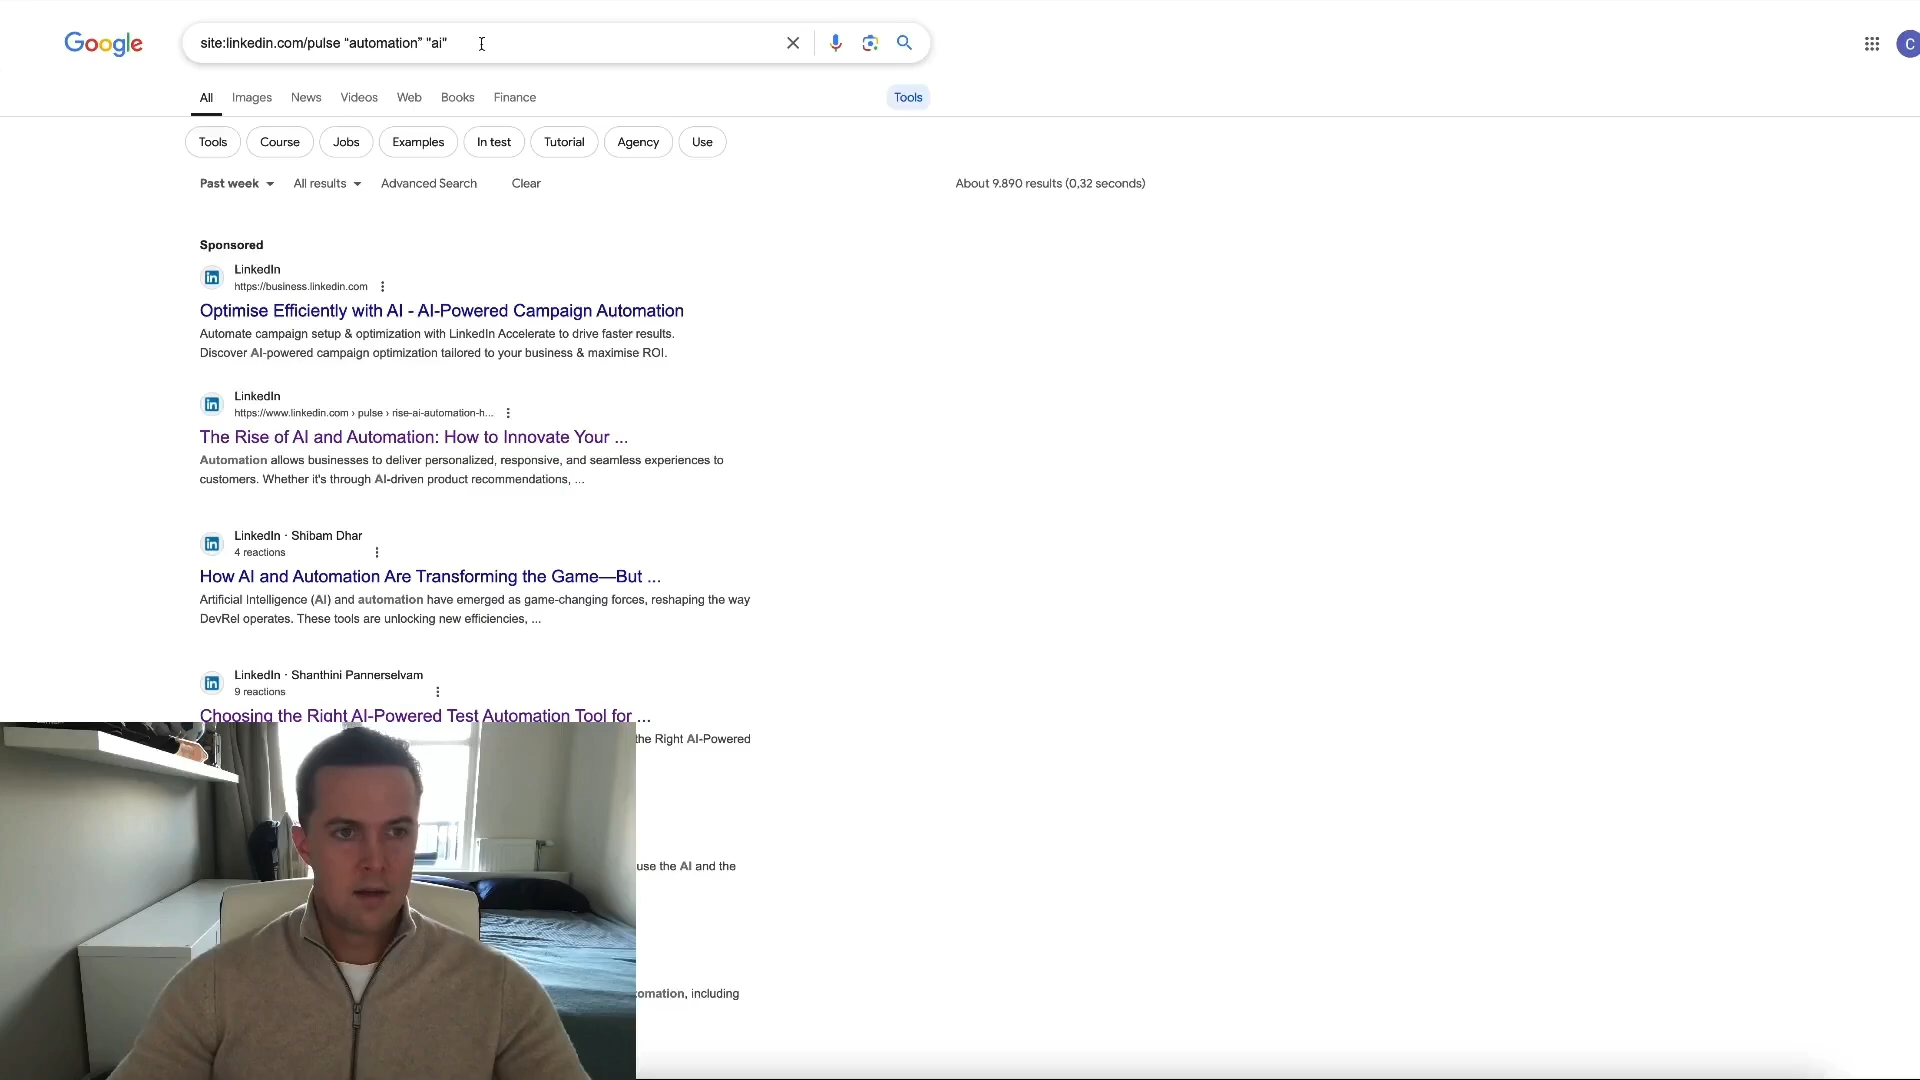 Google
site:linkedin.com/pulse “automation” "ai"
C
All Images News Videos Web Books Finance Tools
Tools Course Jobs Examples In test Tutorial Agency Use
Past week All results Advanced Search Clear About 9.890 results (0,32 seconds)
Sponsored
LinkedIn
https://business.linkedin.com
Optimise Efficiently with AI - AI-Powered Campaign Automation
Automate campaign setup & optimization with LinkedIn Accelerate to drive faster results.
Discover AI-powered campaign optimization tailored to your business & maximise ROI.
LinkedIn
https://www.linkedin.com › pulse › rise-ai-automation-h...
The Rise of AI and Automation: How to Innovate Your ...
Automation allows businesses to deliver personalized, responsive, and seamless experiences to
customers. Whether it's through AI-driven product recommendations, ...
LinkedIn · Shibam Dhar
4 reactions
How AI and Automation Are Transforming the Game—But ...
Artificial Intelligence (AI) and automation have emerged as game-changing forces, reshaping the way
DevRel operates. These tools are unlocking new efficiencies, ...
LinkedIn · Shanthini Pannerselvam
9 reactions
Choosing the Right AI-Powered Test Automation Tool for ...
the Right AI-Powered
use the AI and the
omation, including